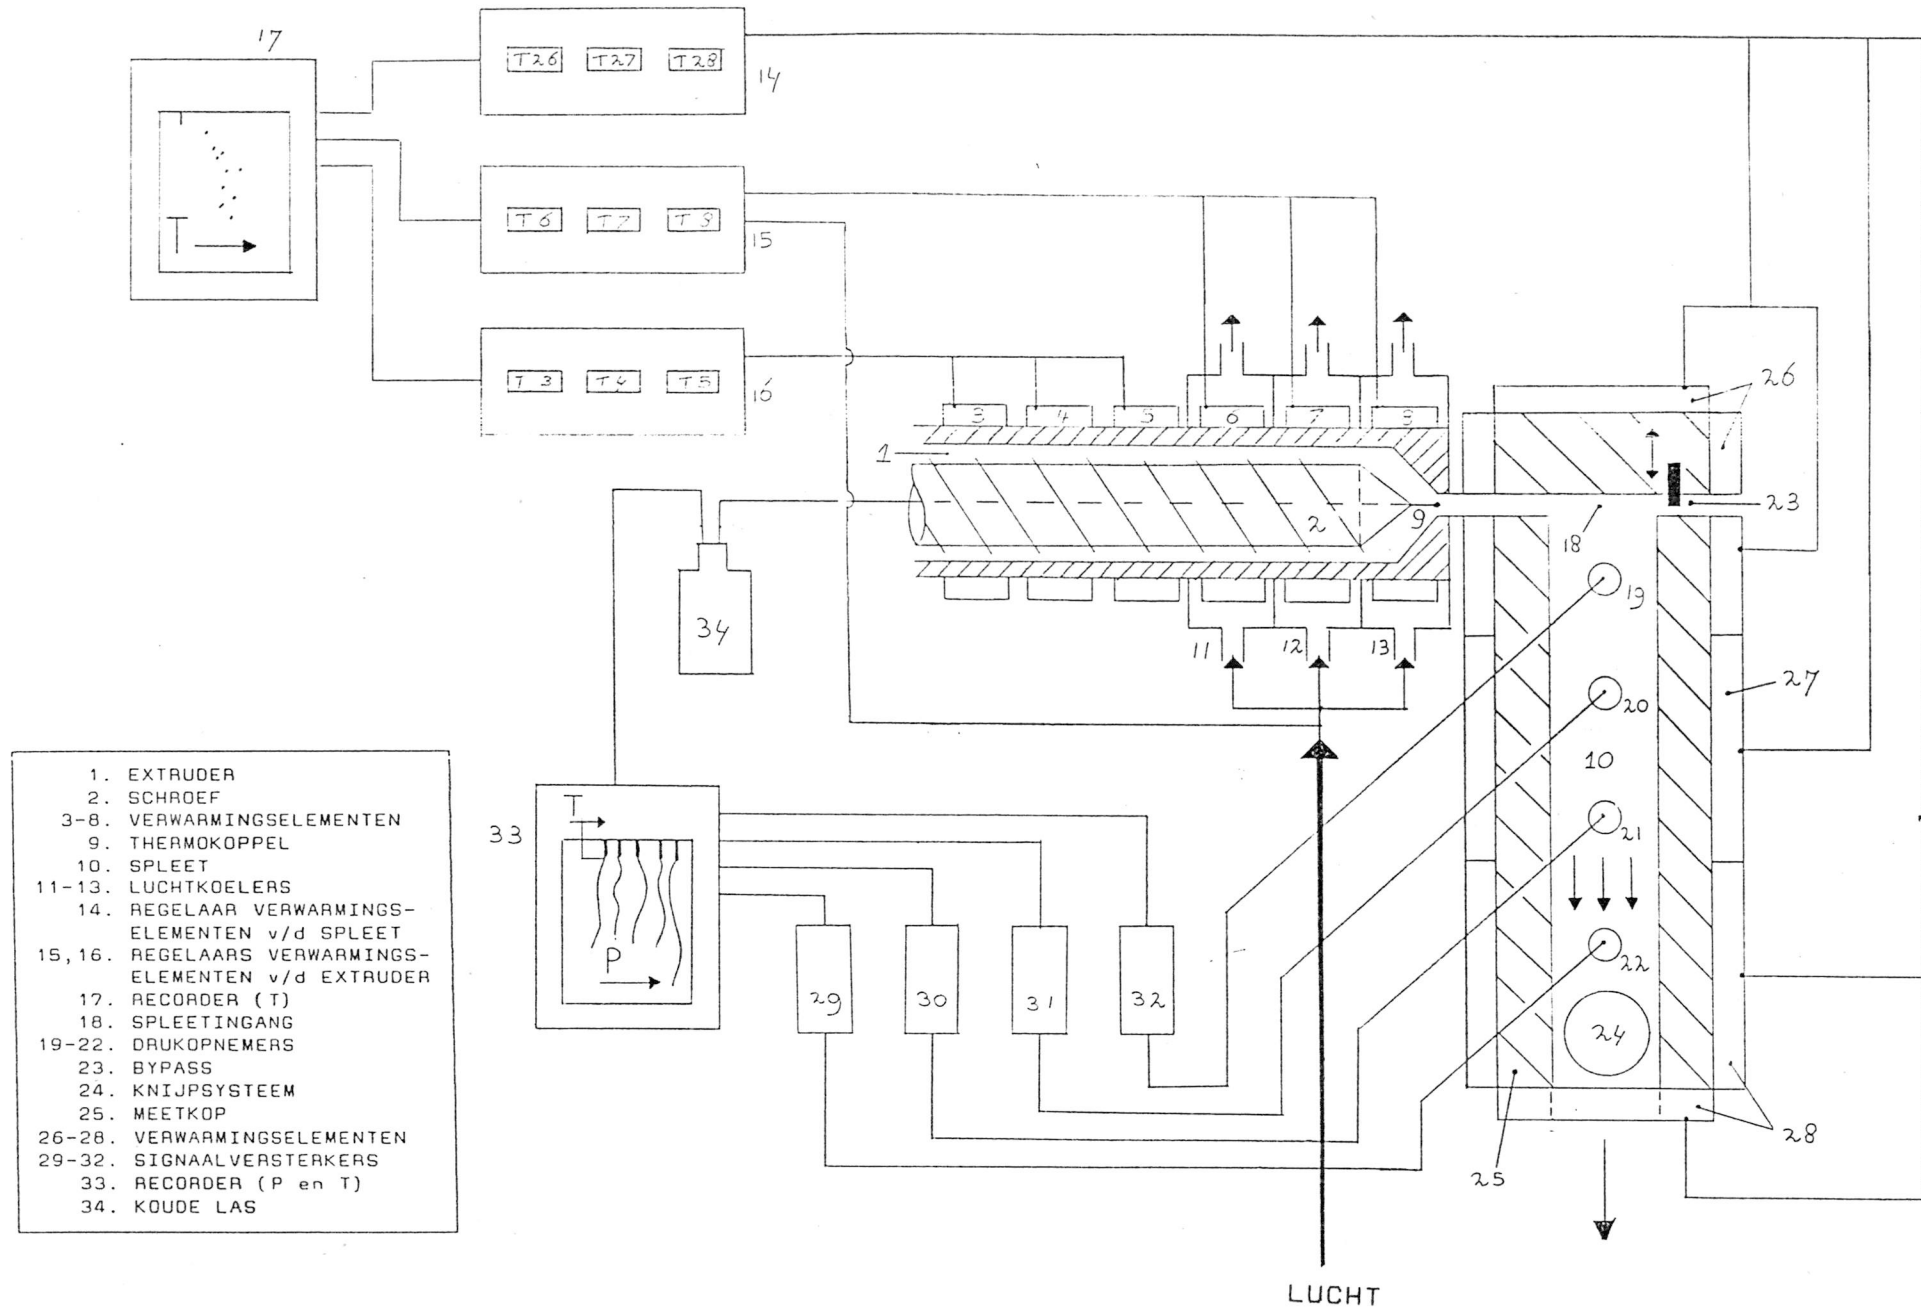 17
T26 T27 T28
14
T
T6 T7 T8
15
T3 T4 T5
16
3 4 5 6 7 8
1
2
9
26
23
18
19
34
11 12 13
20
27
10
21
33
T
P
22
29 30 31 32
24
25
28
1. EXTRUDER
2. SCHROEF
3-8. VERWARMINGSELEMENTEN
9. THERMOKOPPEL
10. SPLEET
11-13. LUCHTKOELERS
14. REGELAAR VERWARMINGS-
ELEMENTEN v/d SPLEET
15,16. REGELAARS VERWARMINGS-
ELEMENTEN v/d EXTRUDER
17. RECORDER (T)
18. SPLEETINGANG
19-22. DRUKOPNEMERS
23. BYPASS
24. KNIJPSYSTEEM
25. MEETKOP
26-28. VERWARMINGSELEMENTEN
29-32. SIGNAALVERSTERKERS
33. RECORDER (P en T)
34. KOUDE LAS
LUCHT